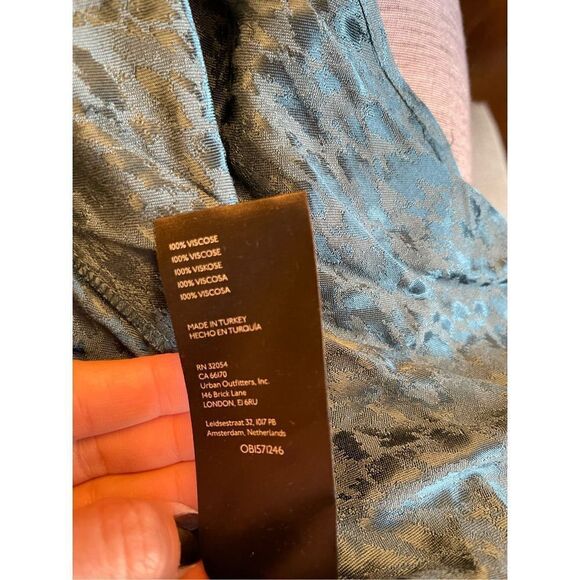 100% VISCOSE
100% VISCOSE
100% VISKOSE
100% VISCOSA
100% VISCOSA
MADE IN TURKEY
HECHO EN TURQUÍA
RN 32054
CA 66170
Urban Outfitters, Inc.
146 Brick Lane
LONDON, E1 6RU
Leidsestraat 32, 1017 PB
Amsterdam, Netherlands
OB1571246